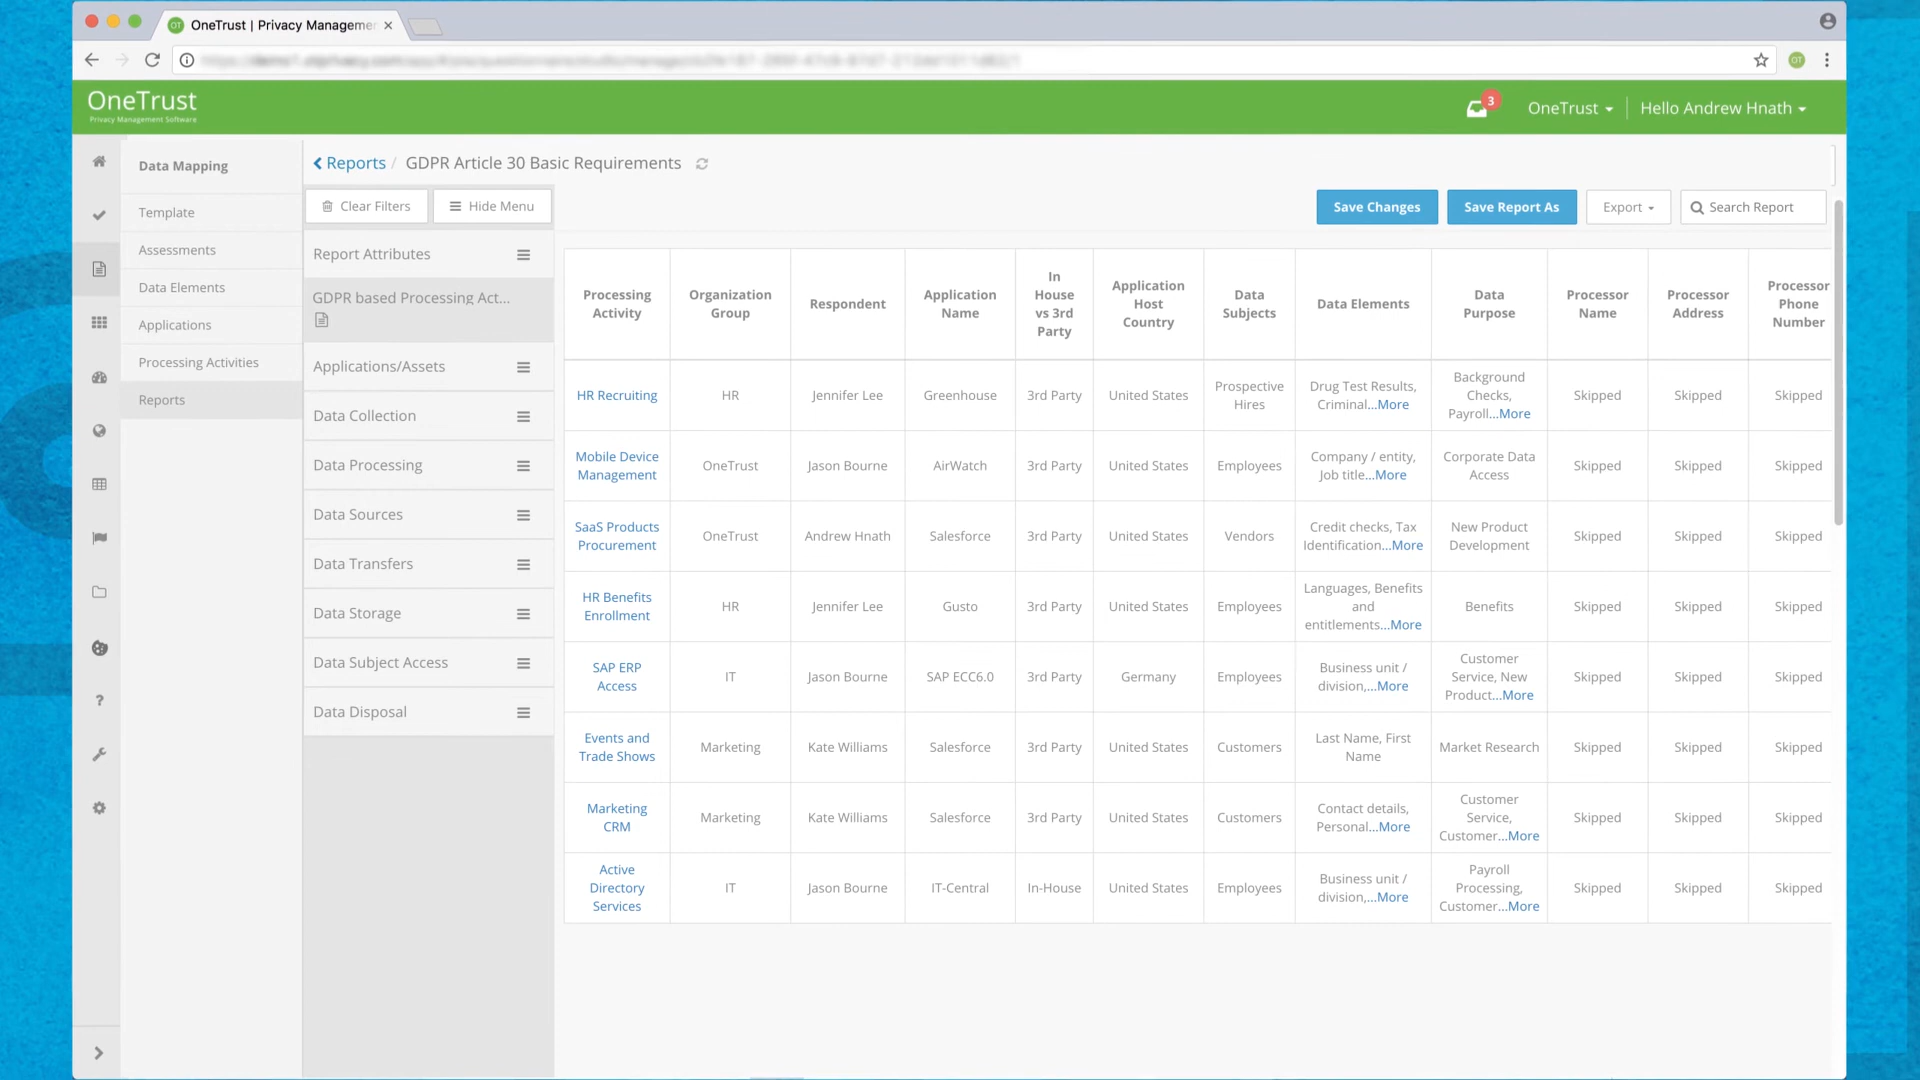 OneTrust | Privacy Manageme
OneTrust
Privacy Management Software
3
OneTrust
Hello Andrew Hnath
Data Mapping
Template
Assessments
Data Elements
Applications
Processing Activities
Reports
Reports / GDPR Article 30 Basic Requirements
Clear Filters
Hide Menu
Save Changes
Save Report As
Export
Search Report
Report Attributes
GDPR based Processing Act...
Applications/Assets
Data Collection
Data Processing
Data Sources
Data Transfers
Data Storage
Data Subject Access
Data Disposal
Processing Activity
Organization Group
Respondent
Application Name
In House vs 3rd Party
Application Host Country
Data Subjects
Data Elements
Data Purpose
Processor Name
Processor Address
Processor Phone Number
HR Recruiting HR Jennifer Lee Greenhouse 3rd Party United States Prospective Hires Drug Test Results, Criminal...More Background Checks, Payroll...More Skipped Skipped Skipped
Mobile Device Management OneTrust Jason Bourne AirWatch 3rd Party United States Employees Company / entity, Job title...More Corporate Data Access Skipped Skipped Skipped
SaaS Products Procurement OneTrust Andrew Hnath Salesforce 3rd Party United States Vendors Credit checks, Tax Identification...More New Product Development Skipped Skipped Skipped
HR Benefits Enrollment HR Jennifer Lee Gusto 3rd Party United States Employees Languages, Benefits and entitlements...More Benefits Skipped Skipped Skipped
SAP ERP Access IT Jason Bourne SAP ECC6.0 3rd Party Germany Employees Business unit / division,...More Customer Service, New Product...More Skipped Skipped Skipped
Events and Trade Shows Marketing Kate Williams Salesforce 3rd Party United States Customers Last Name, First Name Market Research Skipped Skipped Skipped
Marketing CRM Marketing Kate Williams Salesforce 3rd Party United States Customers Contact details, Personal...More Customer Service, Customer...More Skipped Skipped Skipped
Active Directory Services IT Jason Bourne IT-Central In-House United States Employees Business unit / division,...More Payroll Processing, Customer...More Skipped Skipped Skipped